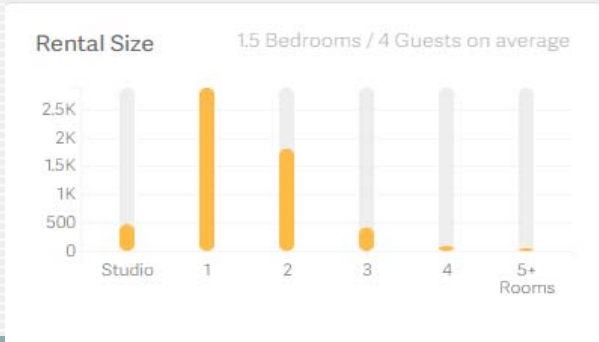 Rental Size
1.5 Bedrooms / 4 Guests on average
2.5K
2K
1.5K
1K
500
0
Studio 1 2 3 4 5+
Rooms